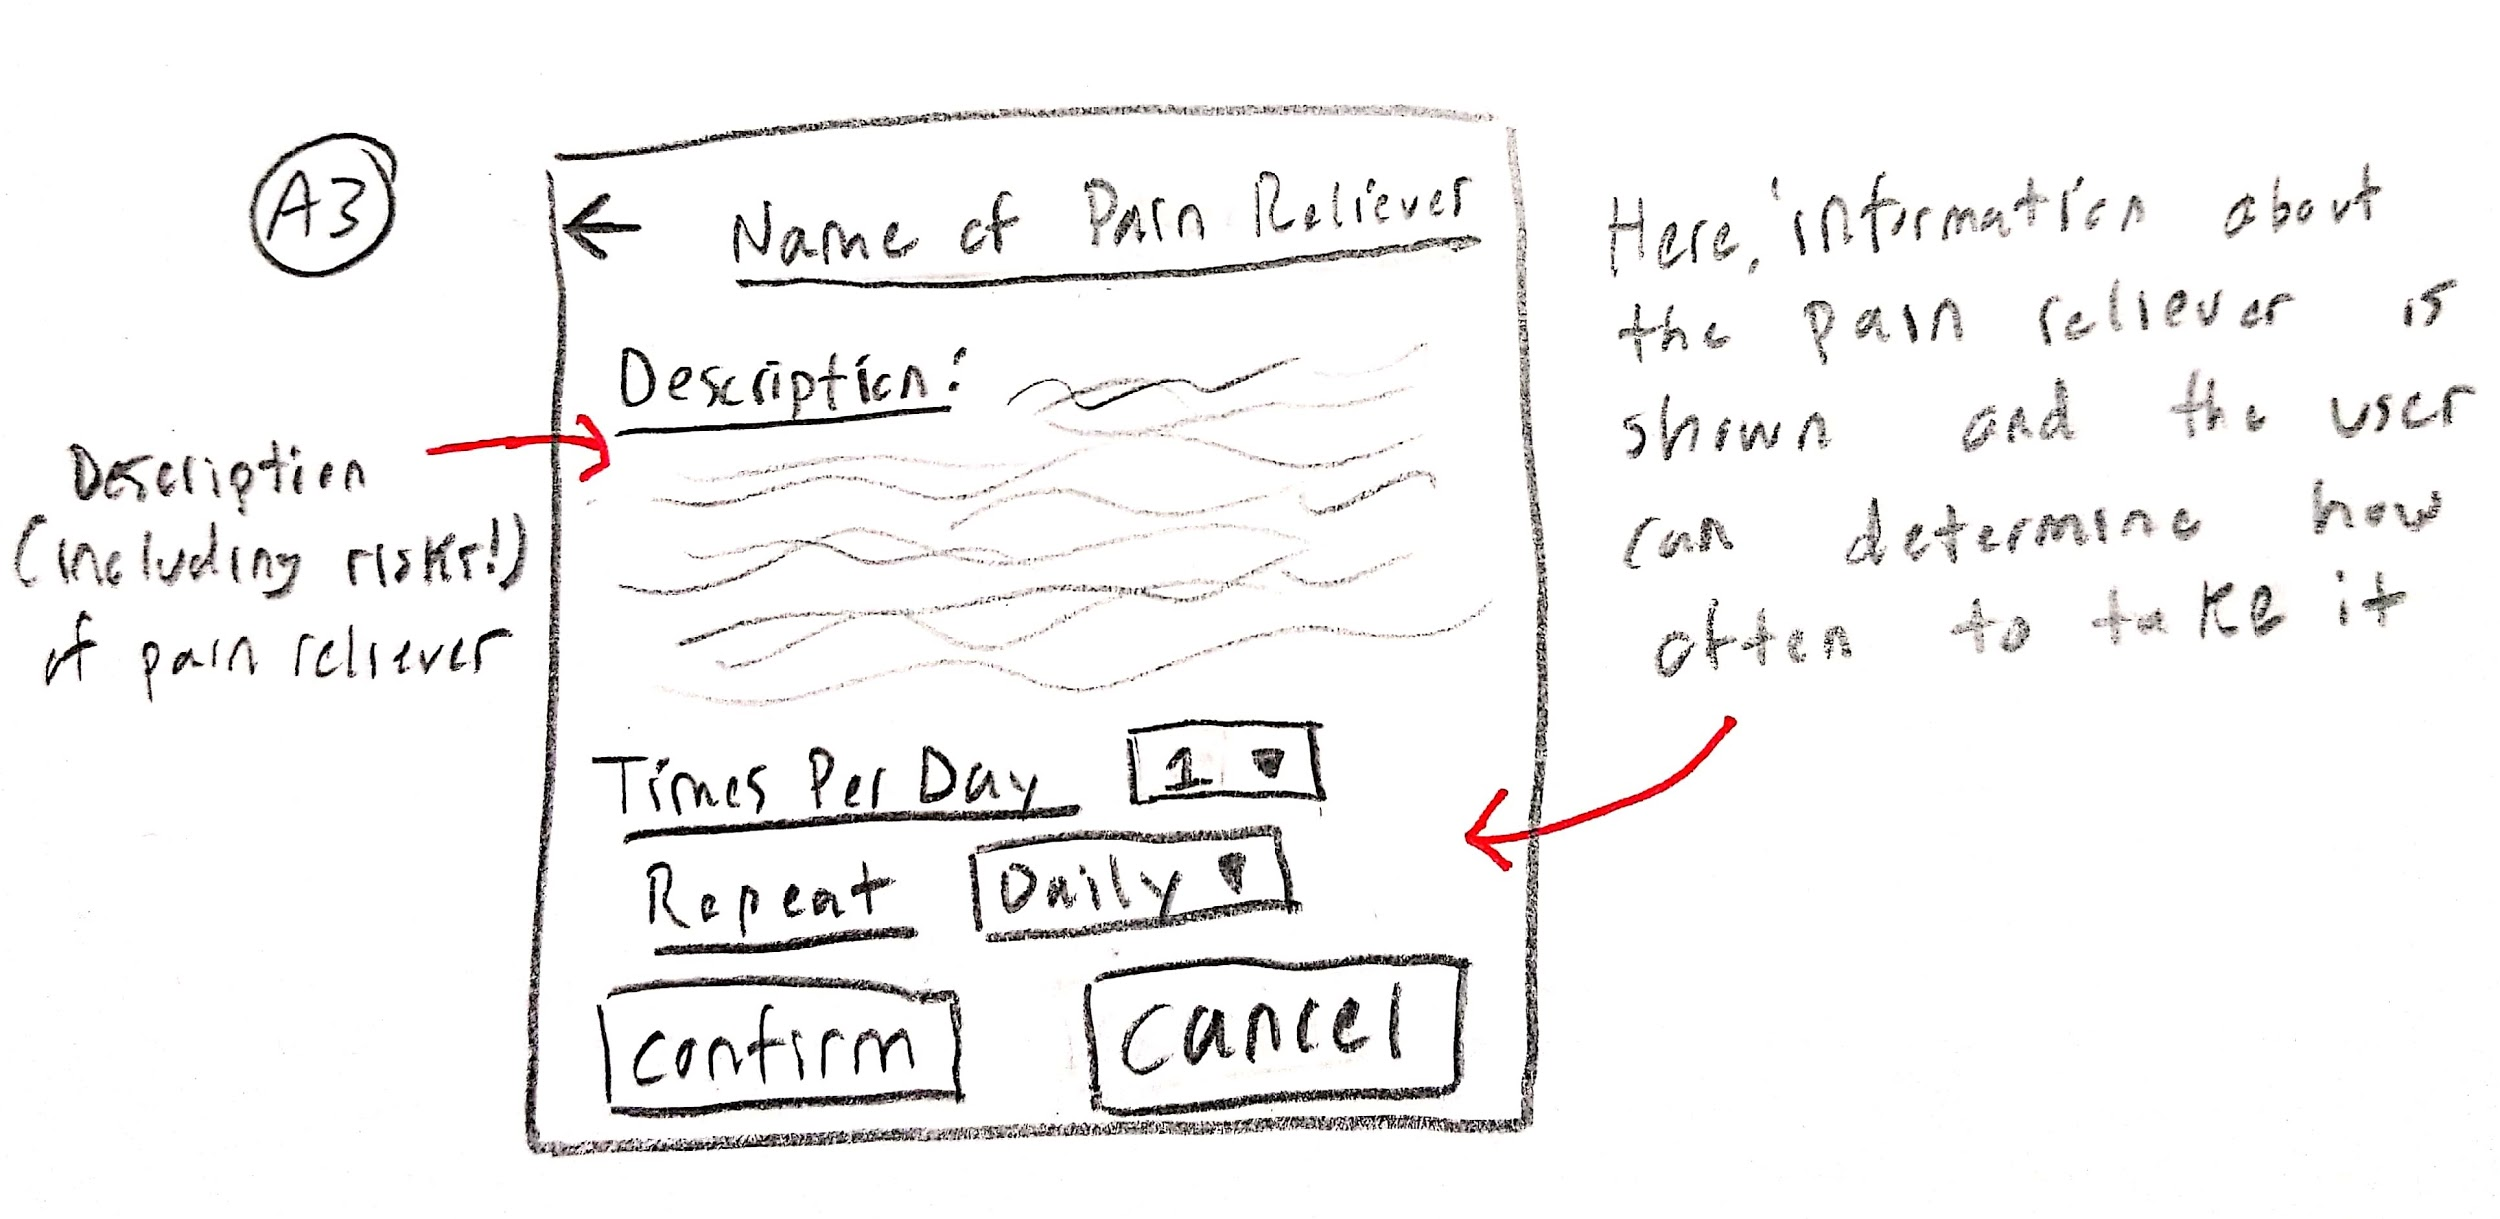 A3
← Name of Pain Reliever
Description:
Description
(including risks!)
of pain reliever
Here, information about
the pain reliever is
shown and the user
can determine how
often to take it
Times Per Day 1 ▼
Repeat Daily ▼
Confirm Cancel